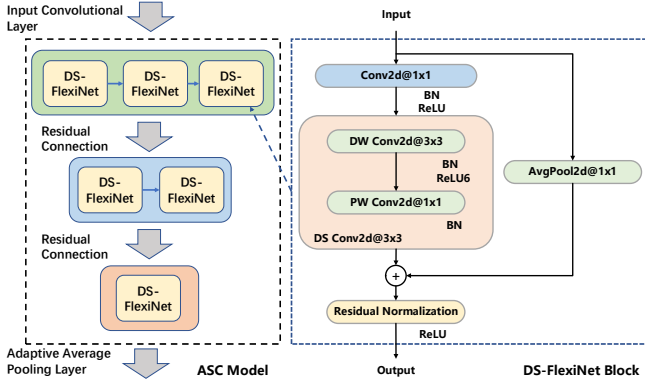 Input Convolutional
Layer
DS-
FlexiNet
DS-
FlexiNet
DS-
FlexiNet
Residual
Connection
DS-
FlexiNet
DS-
FlexiNet
Residual
Connection
DS-
FlexiNet
Adaptive Average
Pooling Layer
ASC Model
Input
Conv2d@1x1
BN
ReLU
DW Conv2d@3x3
BN
ReLU6
PW Conv2d@1x1
BN
DS Conv2d@3x3
AvgPool2d@1x1
+
Residual Normalization
ReLU
Output
DS-FlexiNet Block